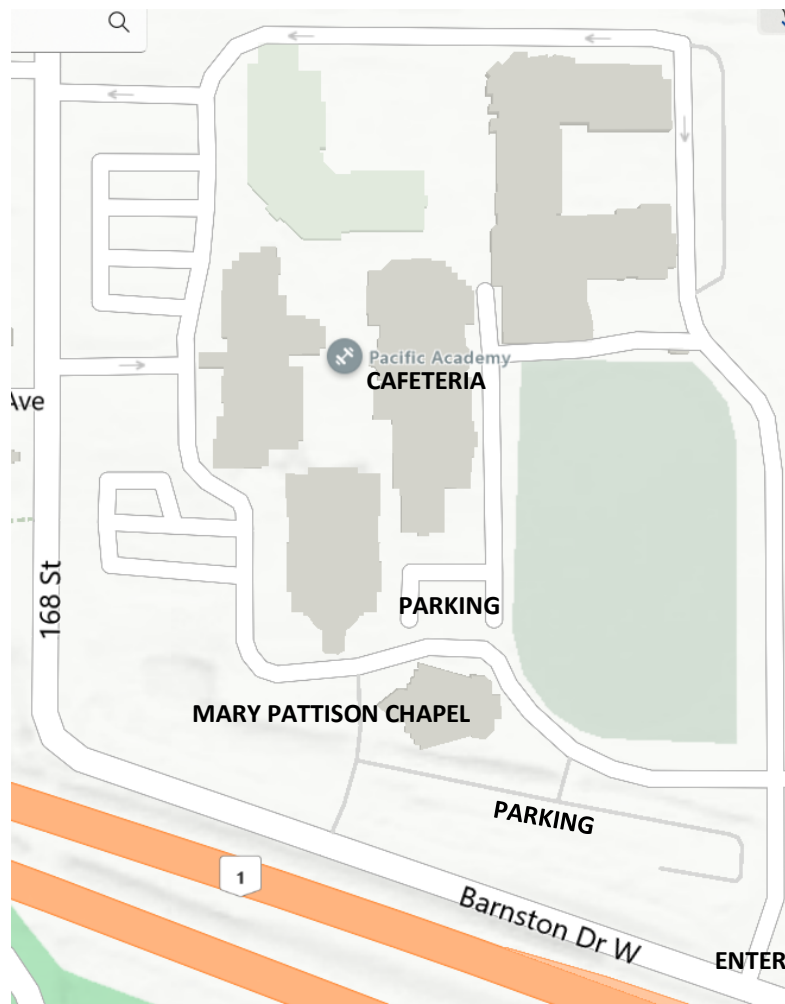 Pacific Academy
CAFETERIA
Ave
168 St
PARKING
MARY PATTISON CHAPEL
PARKING
1
Barnston Dr W
ENTER